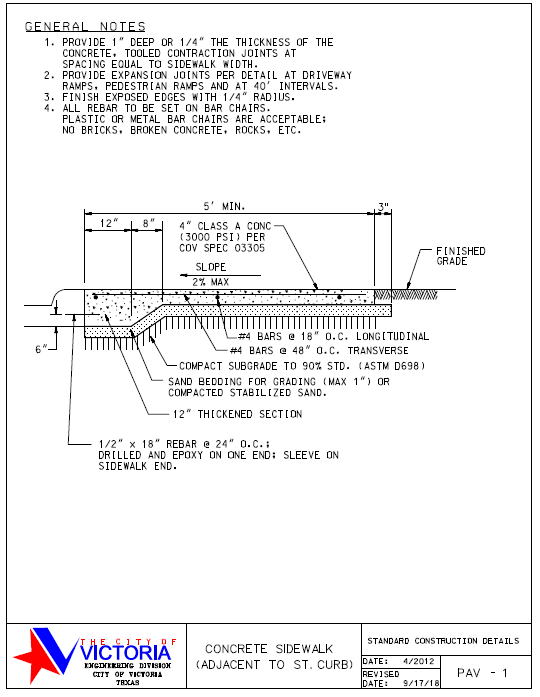 GENERAL NOTES
1. PROVIDE 1" DEEP OR 1/4" THE THICKNESS OF THE
CONCRETE, TOOLED CONTRACTION JOINTS AT
SPACING EQUAL TO SIDEWALK WIDTH.
2. PROVIDE EXPANSION JOINTS PER DETAIL AT DRIVEWAY
RAMPS, PEDESTRIAN RAMPS AND AT 40' INTERVALS.
3. FINISH EXPOSED EDGES WITH 1/4" RADIUS.
4. ALL REBAR TO BE SET ON BAR CHAIRS.
PLASTIC OR METAL BAR CHAIRS ARE ACCEPTABLE;
NO BRICKS, BROKEN CONCRETE, ROCKS, ETC.
5' MIN.
3"
12"
8"
4" CLASS A CONC
(3000 PSI) PER
COV SPEC 03305
FINISHED
GRADE
SLOPE
2% MAX
#4 BARS @ 18" O.C. LONGITUDINAL
#4 BARS @ 48" O.C. TRANSVERSE
6"
COMPACT SUBGRADE TO 90% STD. (ASTM D698)
SAND BEDDING FOR GRADING (MAX 1") OR
COMPACTED STABILIZED SAND.
12" THICKENED SECTION
1/2" x 18" REBAR @ 24" O.C.;
DRILLED AND EPOXY ON ONE END; SLEEVE ON
SIDEWALK END.
THE CITY OF
VICTORIA
ENGINEERING DIVISION
CITY OF VICTORIA
TEXAS
CONCRETE SIDEWALK
(ADJACENT TO ST. CURB)
STANDARD CONSTRUCTION DETAILS
DATE: 4/2012
REVISED
DATE: 9/17/18
PAV - 1